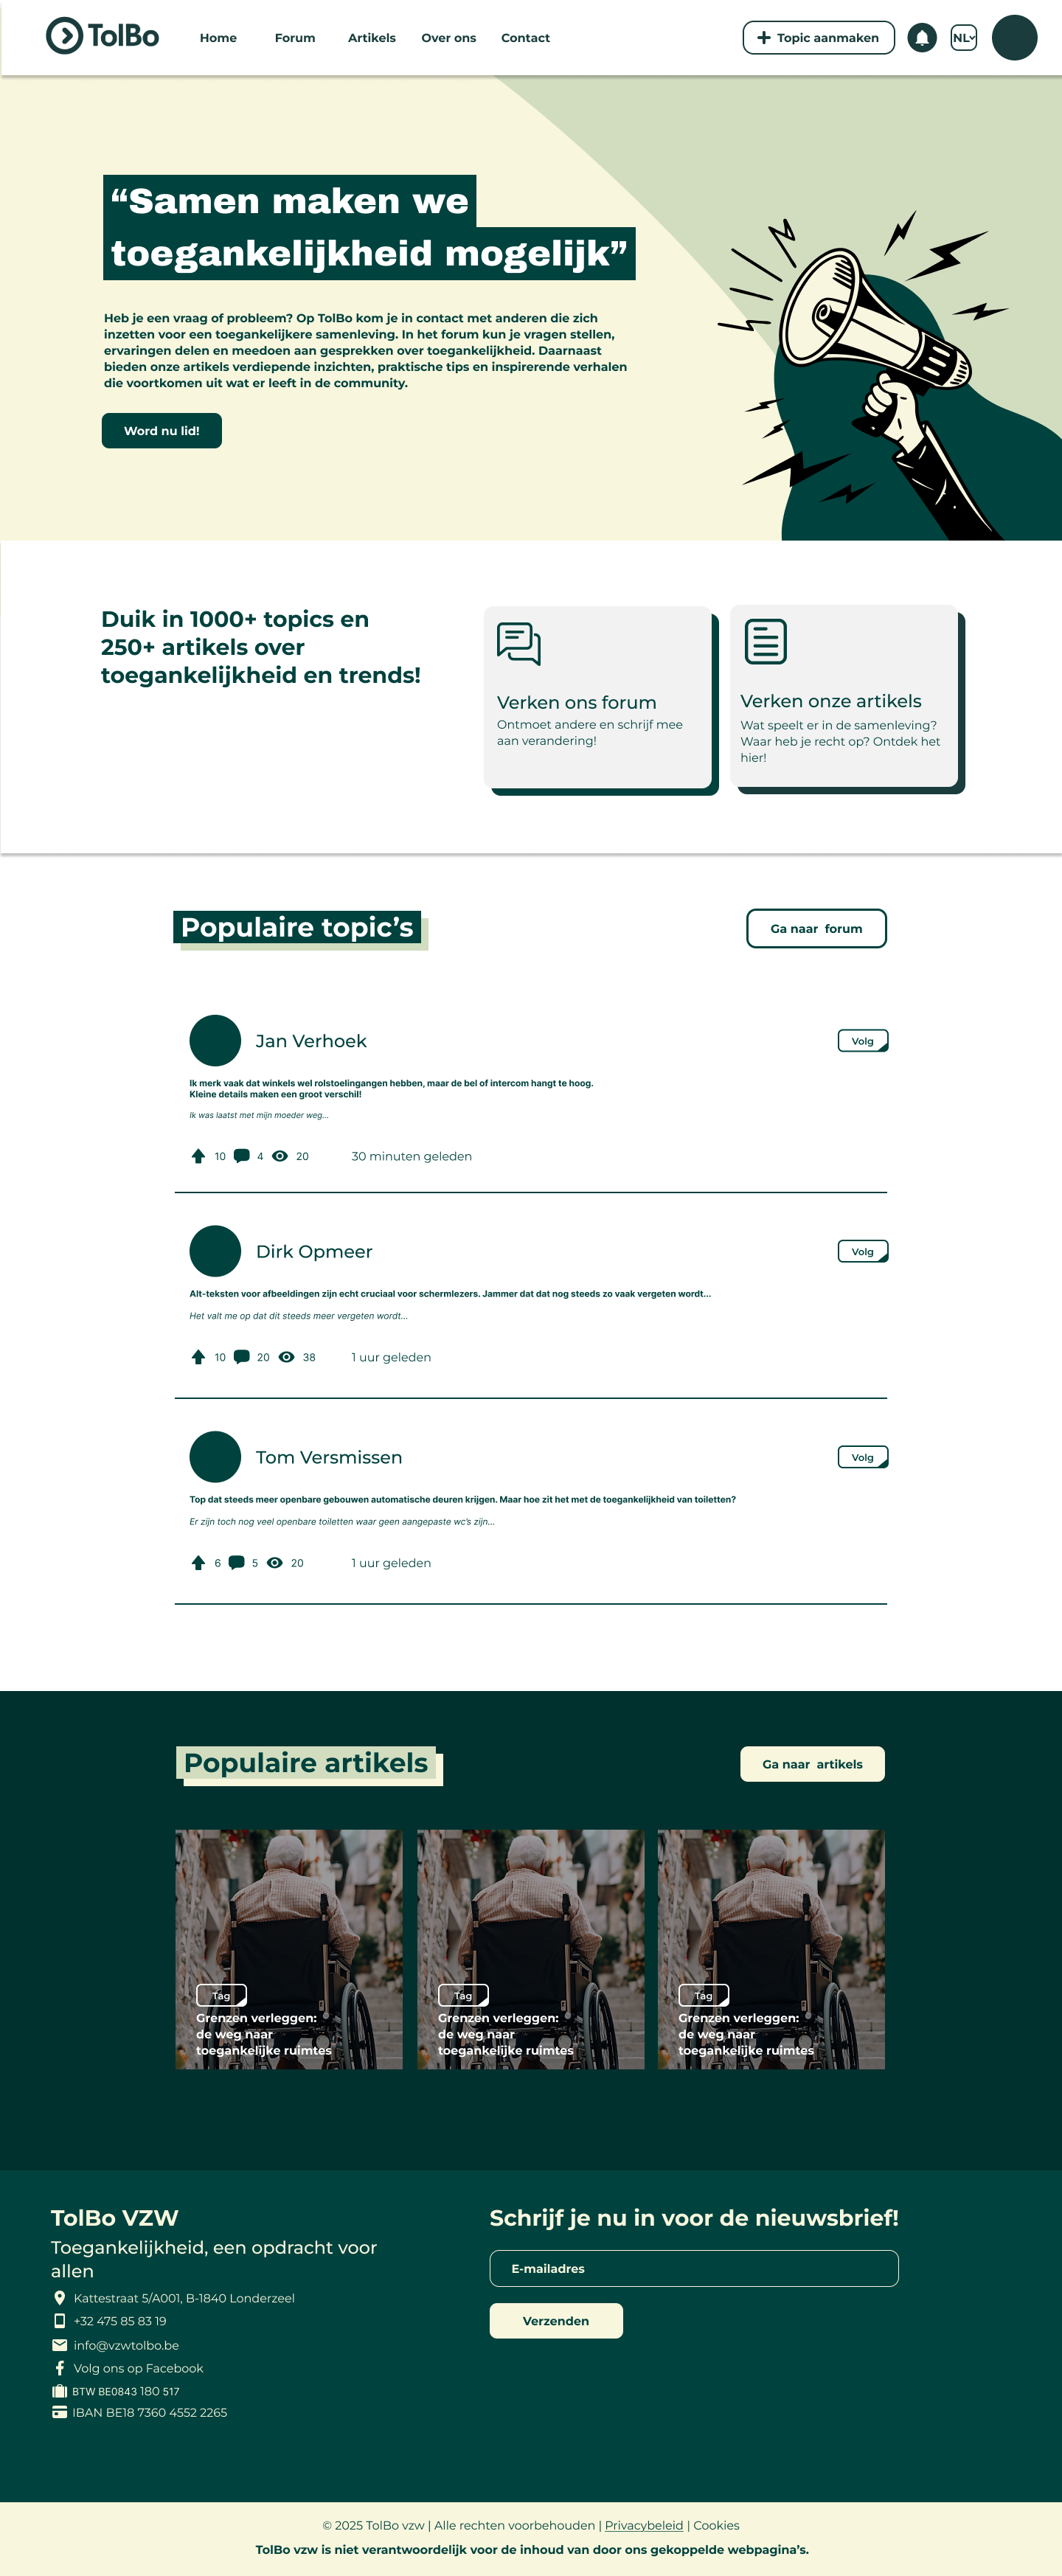 TolBo
Home Forum Artikels Over ons Contact
Topic aanmaken
NL
“Samen maken we
toegankelijkheid mogelijk”
Heb je een vraag of probleem? Op TolBo kom je in contact met anderen die zich
inzetten voor een toegankelijkere samenleving. In het forum kun je vragen stellen,
ervaringen delen en meedoen aan gesprekken over toegankelijkheid. Daarnaast
bieden onze artikels verdiepende inzichten, praktische tips en inspirerende verhalen
die voortkomen uit wat er leeft in de community.
Word nu lid!
Duik in 1000+ topics en
250+ artikels over
toegankelijkheid en trends!
Verken ons forum
Ontmoet andere en schrijf mee
aan verandering!
Verken onze artikels
Wat speelt er in de samenleving?
Waar heb je recht op? Ontdek het
hier!
Populaire topic’s
Ga naar forum
Jan Verhoek
Volg
Ik merk vaak dat winkels wel rolstoelingangen hebben, maar de bel of intercom hangt te hoog.
Kleine details maken een groot verschil!
Ik was laatst met mijn moeder weg...
10 4 20 30 minuten geleden
Dirk Opmeer
Volg
Alt-teksten voor afbeeldingen zijn echt cruciaal voor schermlezers. Jammer dat dat nog steeds zo vaak vergeten wordt...
Het valt me op dat dit steeds meer vergeten wordt...
10 20 38 1 uur geleden
Tom Versmissen
Volg
Top dat steeds meer openbare gebouwen automatische deuren krijgen. Maar hoe zit het met de toegankelijkheid van toiletten?
Er zijn toch nog veel openbare toiletten waar geen aangepaste wc's zijn...
6 5 20 1 uur geleden
Populaire artikels
Ga naar artikels
Tag
Grenzen verleggen:
de weg naar
toegankelijke ruimtes
Tag
Grenzen verleggen:
de weg naar
toegankelijke ruimtes
Tag
Grenzen verleggen:
de weg naar
toegankelijke ruimtes
TolBo VZW
Toegankelijkheid, een opdracht voor
allen
Kattestraat 5/A001, B-1840 Londerzeel
+32 475 85 83 19
info@vzwtolbo.be
Volg ons op Facebook
BTW BE0843 180 517
IBAN BE18 7360 4552 2265
Schrijf je nu in voor de nieuwsbrief!
E-mailadres
Verzenden
© 2025 TolBo vzw | Alle rechten voorbehouden | Privacybeleid | Cookies
TolBo vzw is niet verantwoordelijk voor de inhoud van door ons gekoppelde webpagina’s.